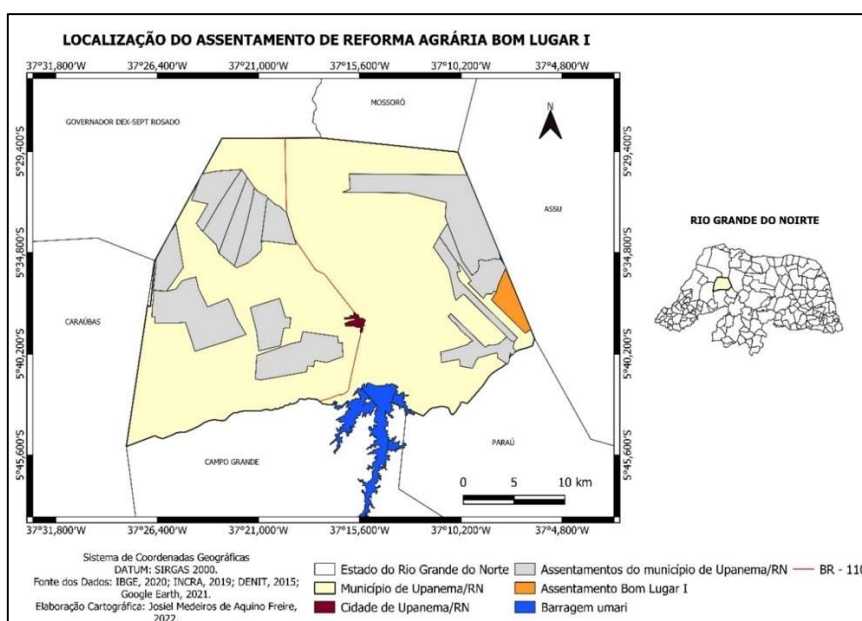 LOCALIZAÇÃO DO ASSENTAMENTO DE REFORMA AGRÁRIA BOM LUGAR I
37°31,800'W 37°26,400'W 37°21,000'W 37°15,600'W 37°10,200'W 37°4,800'W
MOSSORÓ
GOVERNADOR DEX-SEPT ROSADO
N
5°29,400'S 5°29,400'S
ASSU
RIO GRANDE DO NOIRTE
5°34,800'S 5°34,800'S
CARAÚBAS
5°40,200'S 5°40,200'S
PARAÚ
CAMPO GRANDE
5°45,600'S 5°45,600'S
0 5 10 km
37°31,800'W 37°26,400'W 37°21,000'W 37°15,600'W 37°10,200'W 37°4,800'W
Sistema de Coordenadas Geográficas
DATUM: SIRGAS 2000.
Fonte dos Dados: IBGE, 2020; INCRA, 2019; DENIT, 2015;
Google Earth, 2021.
Elaboração Cartográfica: Josiel Medeiros de Aquino Freire,
2022.
Estado do Rio Grande do Norte
Município de Upanema/RN
Cidade de Upanema/RN
Assentamentos do município de Upanema/RN
Assentamento Bom Lugar I
Barragem umari
BR - 110